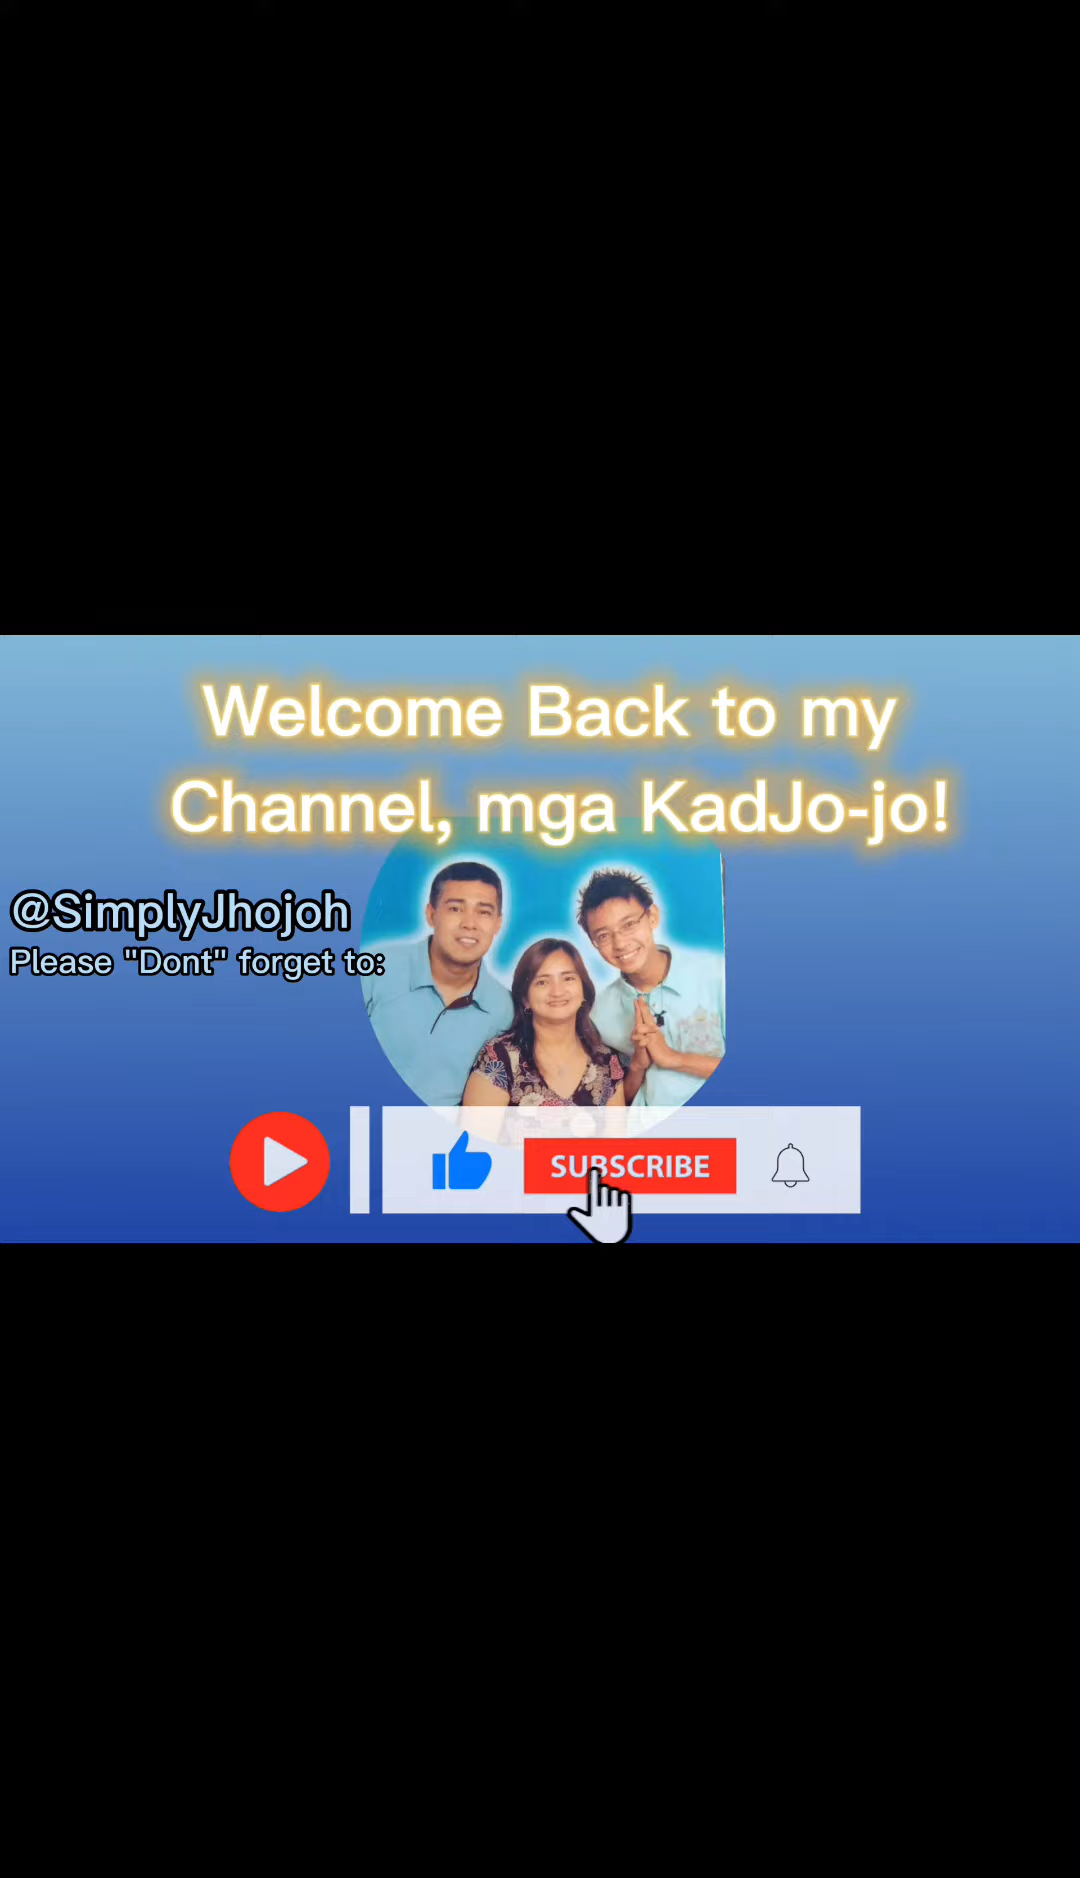 Welcome Back to my
Channel, mga KadJo-jo!
@SimplyJhojoh
Please "Dont" forget to:
SUBSCRIBE